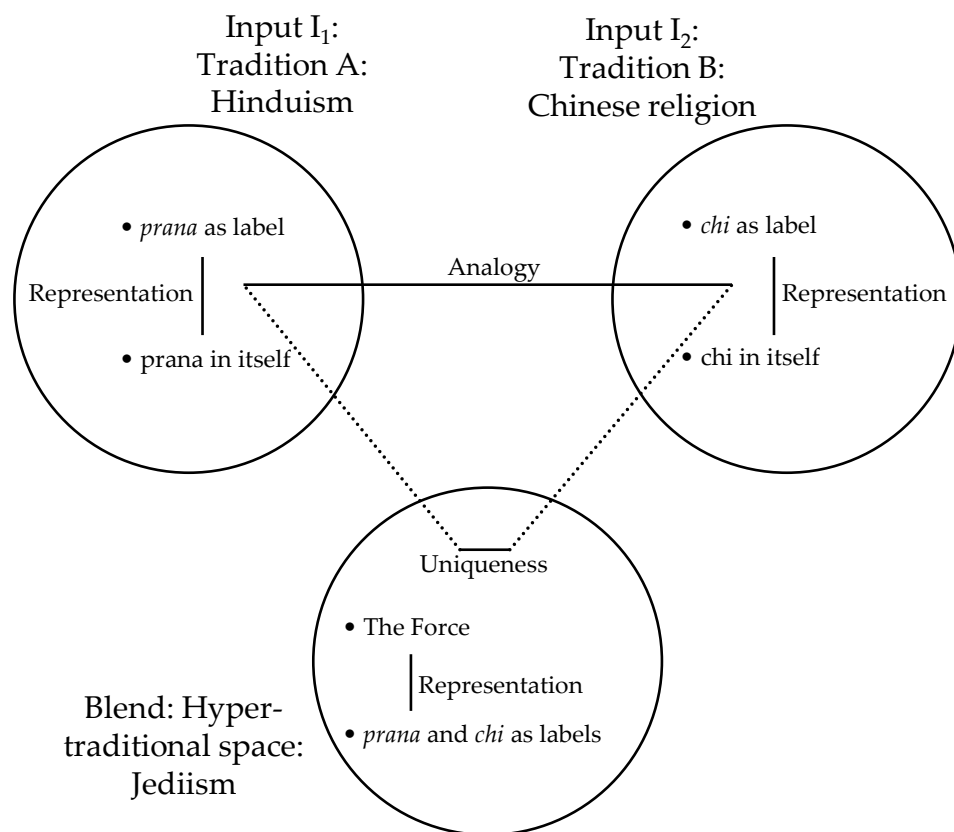 Input I₁:
Tradition A:
Hinduism
Input I₂:
Tradition B:
Chinese religion
• prana as label
Representation
• prana in itself
Analogy
• chi as label
Representation
• chi in itself
Uniqueness
• The Force
Representation
• prana and chi as labels
Blend: Hyper-
traditional space:
Jediism